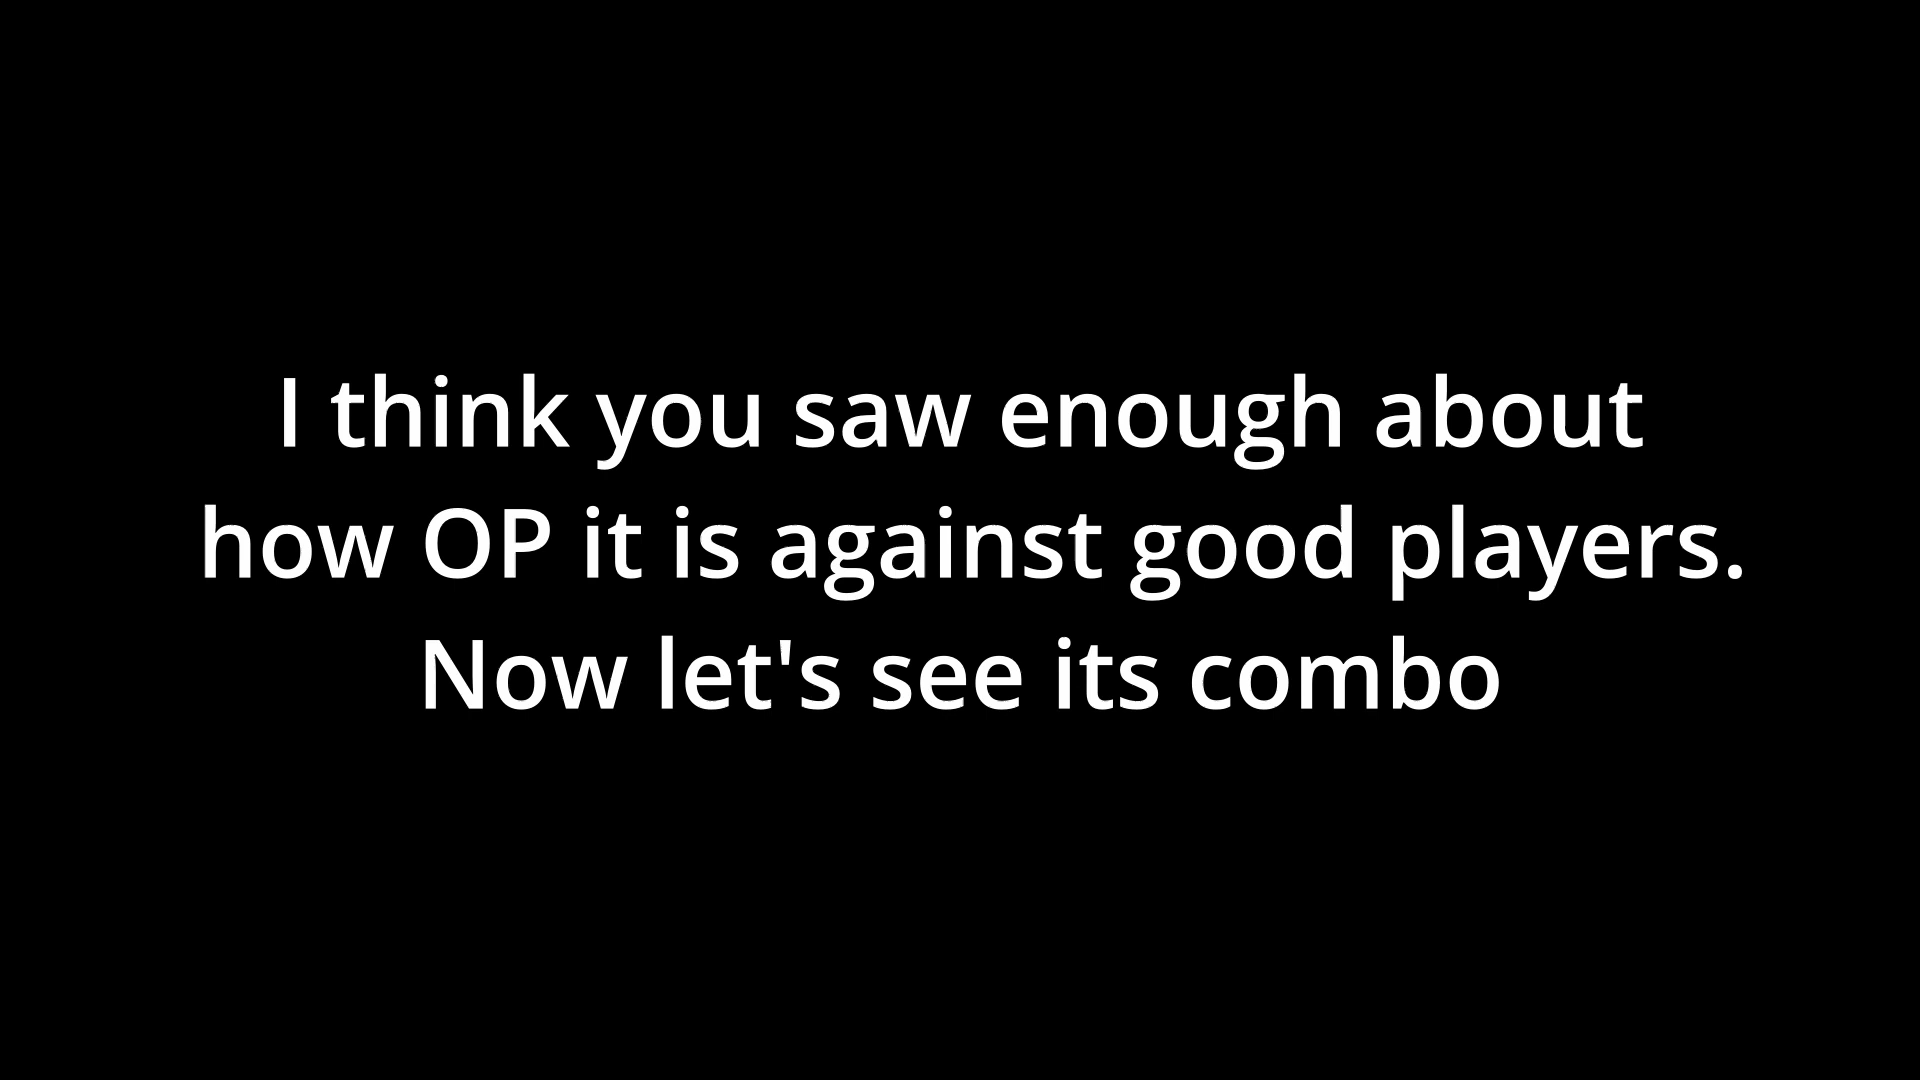 I think you saw enough about
how OP it is against good players.
Now let's see its combo